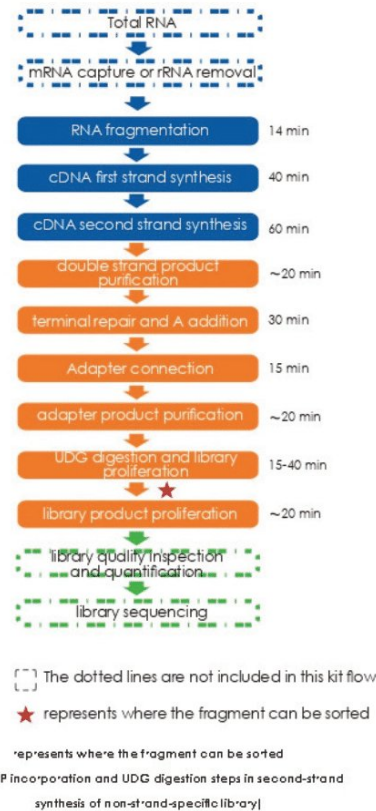 Total RNA
mRNA capture or rRNA removal
RNA fragmentation 14 min
cDNA first strand synthesis 40 min
cDNA second strand synthesis 60 min
double strand product
purification ~20 min
terminal repair and A addition 30 min
Adapter connection 15 min
adapter product purification ~20 min
UDG digestion and library
proliferation 15-40 min
library product proliferation ~20 min
library quality inspection
and quantification
library sequencing
The dotted lines are not included in this kit flow
represents where the fragment can be sorted
represents where the fragment can be sorted
P incorporation and UDG digestion steps in second-strand
synthesis of non-strand-specific library|